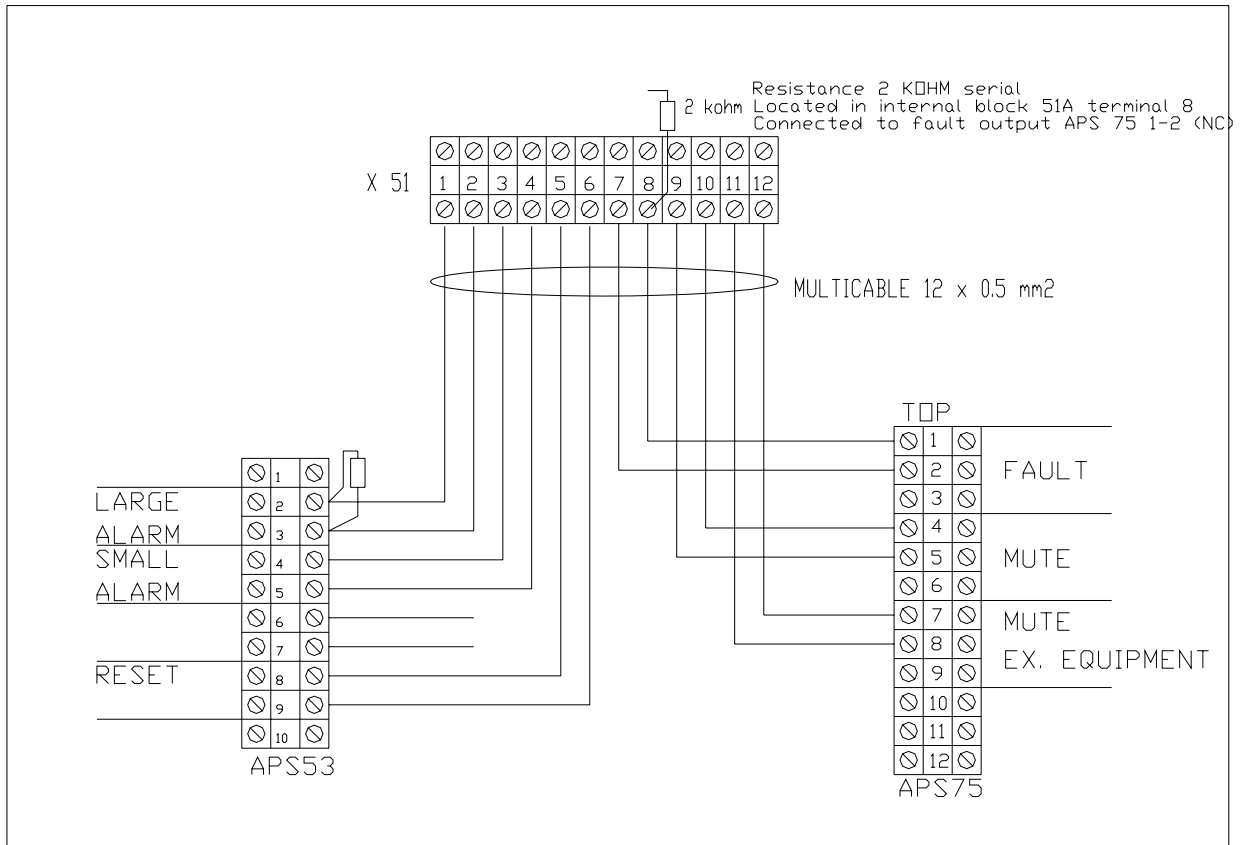 Resistance 2 KOHM serial
2 kohm Located in internal block 51A terminal 8
Connected to fault output APS 75 1-2 (NC)
X 51 1 2 3 4 5 6 7 8 9 10 11 12
MULTICABLE 12 x 0.5 mm2
TOP
1
2 FAULT
3
4
5 MUTE
6
7 MUTE
8
EX. EQUIPMENT
9
10
11
12
APS75
1
LARGE 2
ALARM 3
SMALL 4
ALARM 5
6
7
RESET 8
9
10
APS53